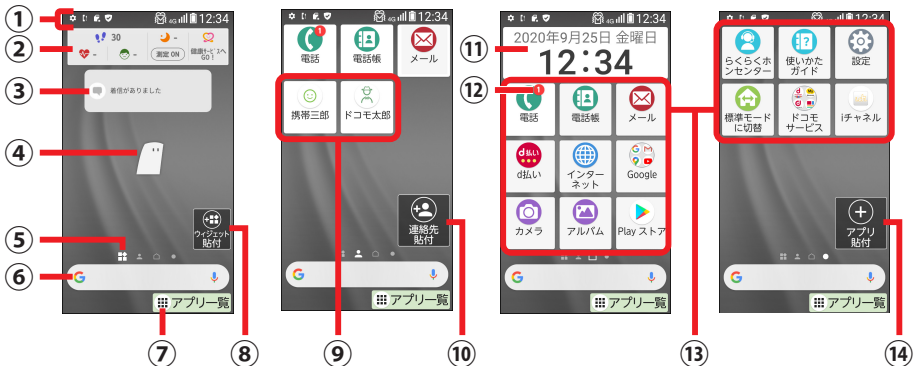 ①
②
③
④
⑤
⑥
⑦
⑧
4G 12:34
30
-
-
-
測定 ON
健康サービスへ
GO !
着信がありました
ウィジェット
貼付
G
アプリ一覧
4G 12:34
1
電話
電話帳
メール
携帯三郎
ドコモ太郎
連絡先
貼付
G
アプリ一覧
⑨
⑩
⑪
⑫
4G 12:34
2020年9月25日 金曜日
12:34
1
電話
電話帳
メール
d払い
d払い
インター
ネット
Google
カメラ
アルバム
Play ストア
G
アプリ一覧
⑬
4G 12:34
らくらくホ
ンセンター
使いかた
ガイド
設定
標準モード
に切替
ドコモ
サービス
iチャネル
アプリ
貼付
G
アプリ一覧
⑭